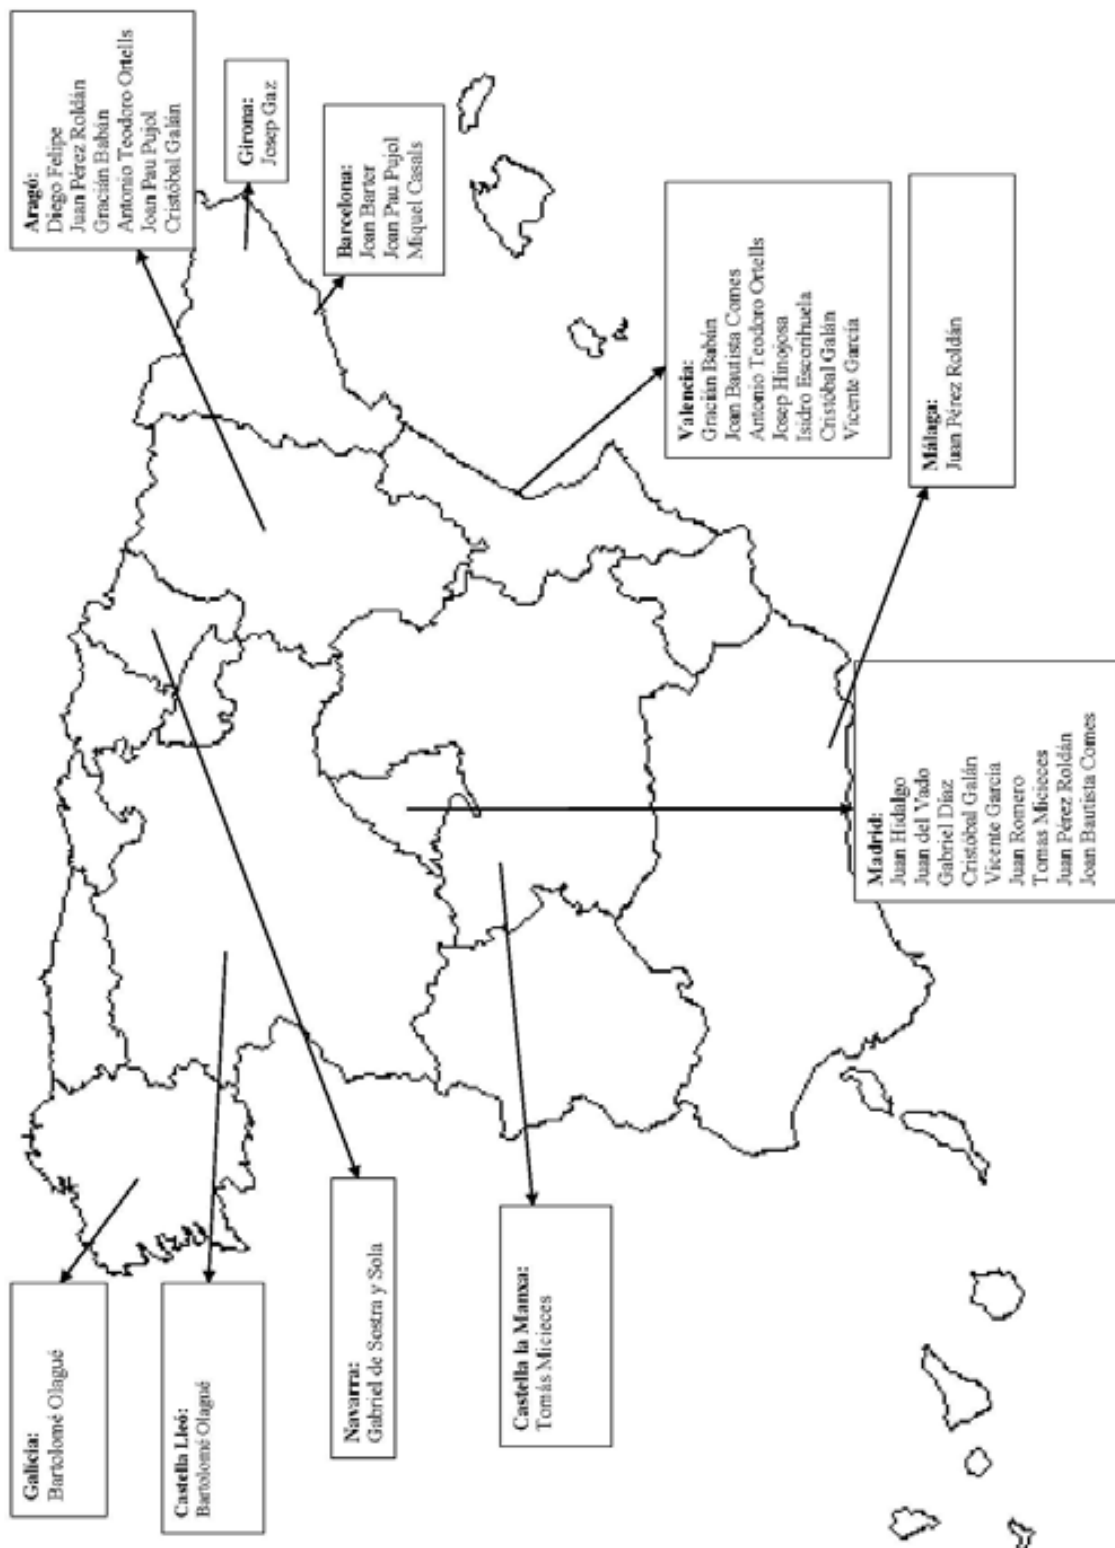 Galicia:
Bartolomé Olagué
Castella Lleó:
Bartolomé Olagué
Navarra:
Gabriel de Sostra y Sola
Castella la Manxa:
Tomás Micieces
Aragó:
Diego Felipe
Juan Pérez Roldán
Gracián Babán
Antonio Teodoro Ortells
Joan Pau Pujol
Cristóbal Galán
Girona:
Josep Gaz
Barcelona:
Joan Barter
Joan Pau Pujol
Miquel Casals
Valencia:
Gracián Babán
Joan Bautista Comes
Antonio Teodoro Ortells
Josep Hinojosa
Isidro Escorihuela
Cristóbal Galán
Vicente García
Málaga:
Juan Pérez Roldán
Madrid:
Juan Hidalgo
Juan del Vado
Gabriel Díaz
Cristóbal Galán
Vicente García
Juan Romero
Tomas Micieces
Juan Pérez Roldán
Joan Bautista Comes